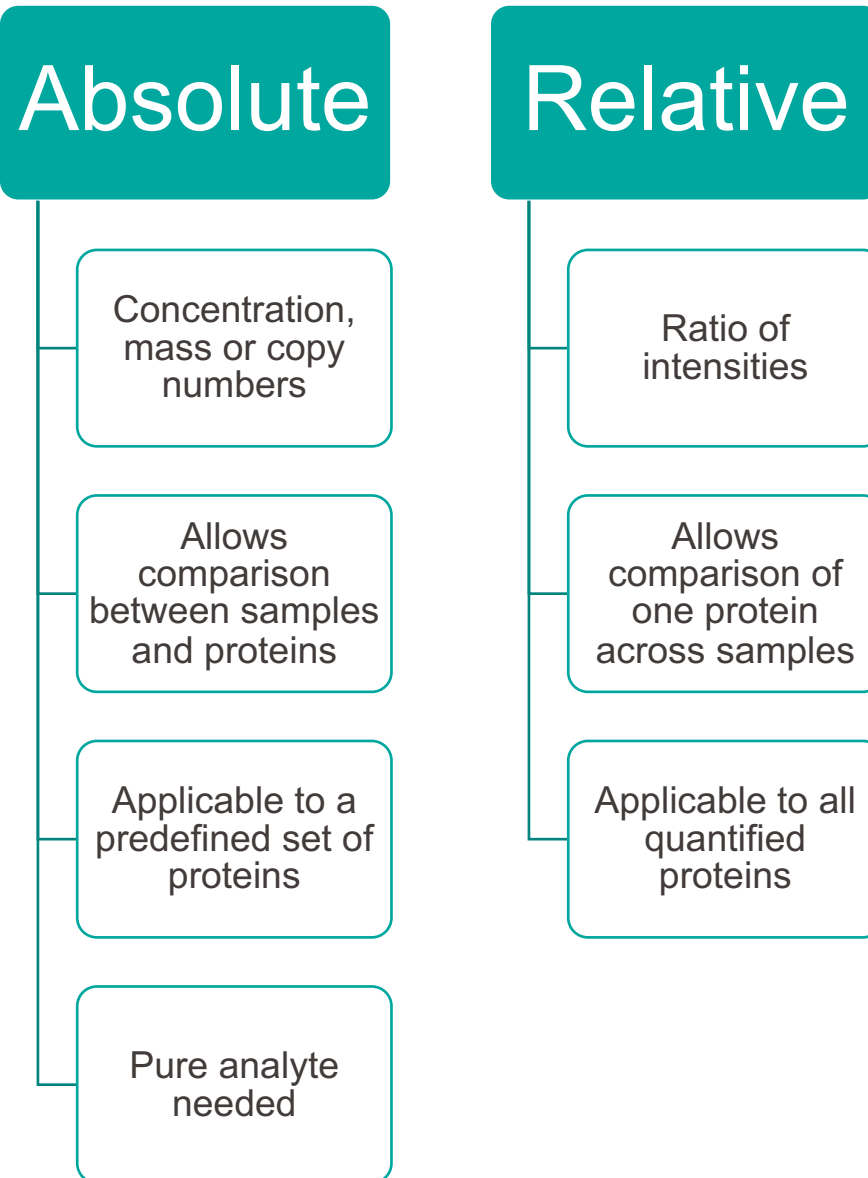 Absolute
Concentration,
mass or copy
numbers
Allows
comparison
between samples
and proteins
Applicable to a
predefined set of
proteins
Pure analyte
needed
Relative
Ratio of
intensities
Allows
comparison of
one protein
across samples
Applicable to all
quantified
proteins